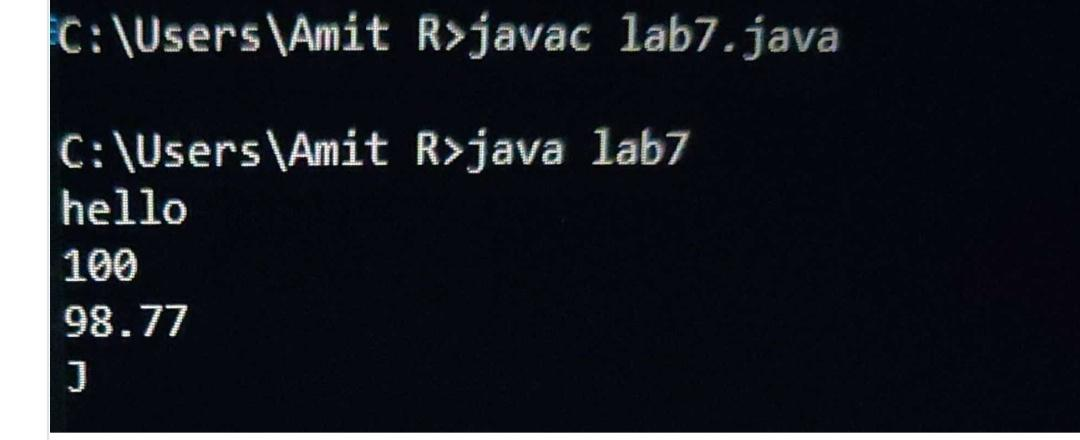 C:\Users\Amit R>javac lab7.java
C:\Users\Amit R>java lab7
hello
100
98.77
J